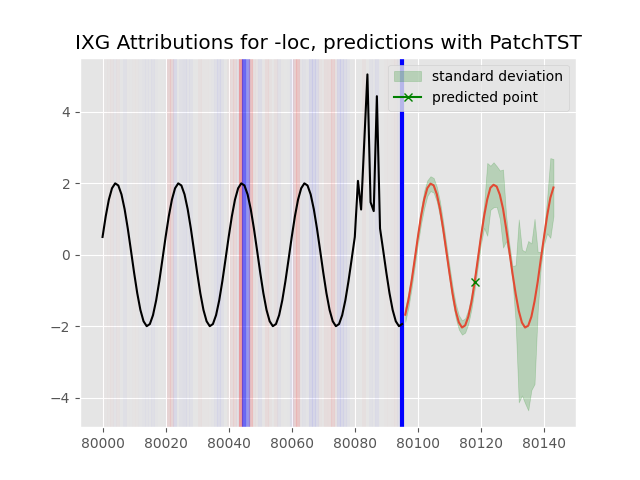 IXG Attributions for -loc, predictions with PatchTST
standard deviation
predicted point
4
2
0
−2
−4
80000 80020 80040 80060 80080 80100 80120 80140